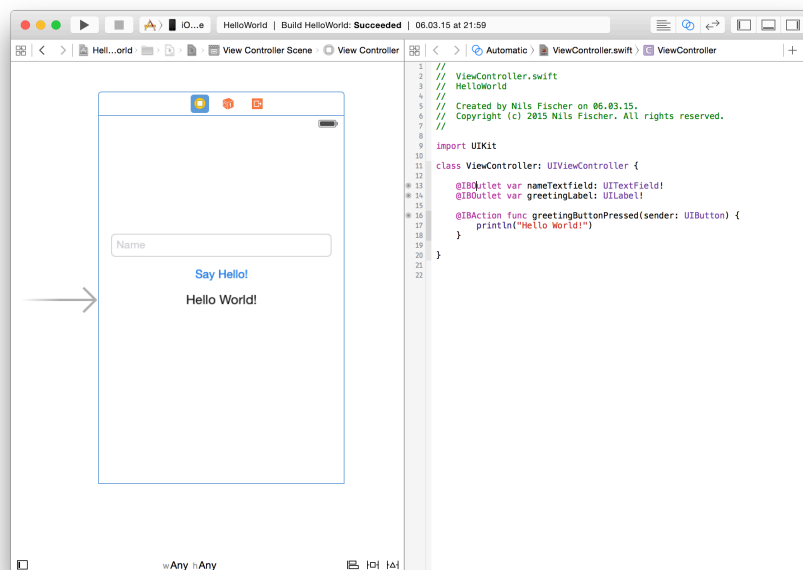 iO...e
HelloWorld | Build HelloWorld: Succeeded | 06.03.15 at 21:59
Hell...orld
View Controller Scene
View Controller
Automatic
ViewController.swift
C ViewController
Name
Say Hello!
Hello World!
wAny hAny
1 //
2 // ViewController.swift
3 // HelloWorld
4 //
5 // Created by Nils Fischer on 06.03.15.
6 // Copyright (c) 2015 Nils Fischer. All rights reserved.
7 //
8
9 import UIKit
10
11 class ViewController: UIViewController {
12
13 @IBOutlet var nameTextfield: UITextField!
14 @IBOutlet var greetingLabel: UILabel!
15
16 @IBAction func greetingButtonPressed(sender: UIButton) {
17 println("Hello World!")
18 }
19
20 }
21
22